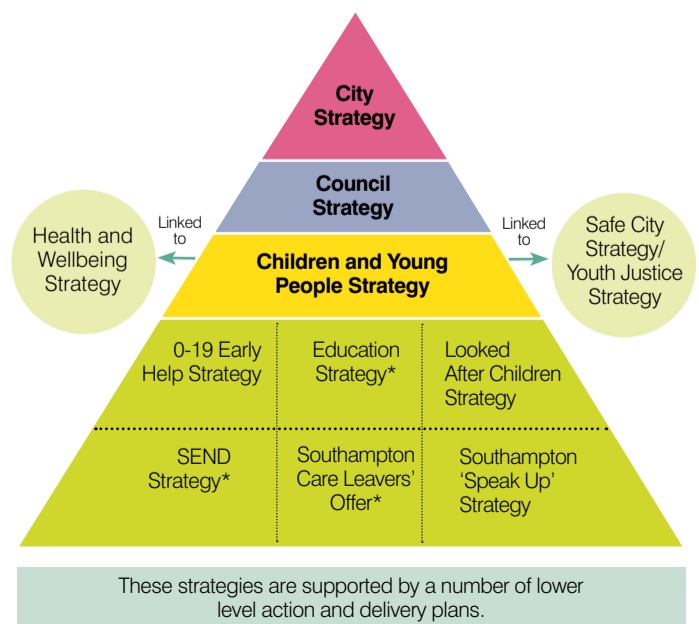 City
Strategy
Council
Strategy
Linked
to
Health and
Wellbeing
Strategy
Children and Young
People Strategy
Linked
to
Safe City
Strategy/
Youth Justice
Strategy
0-19 Early
Help Strategy
Education
Strategy*
Looked
After Children
Strategy
SEND
Strategy*
Southampton
Care Leavers'
Offer*
Southampton
‘Speak Up’
Strategy
These strategies are supported by a number of lower
level action and delivery plans.